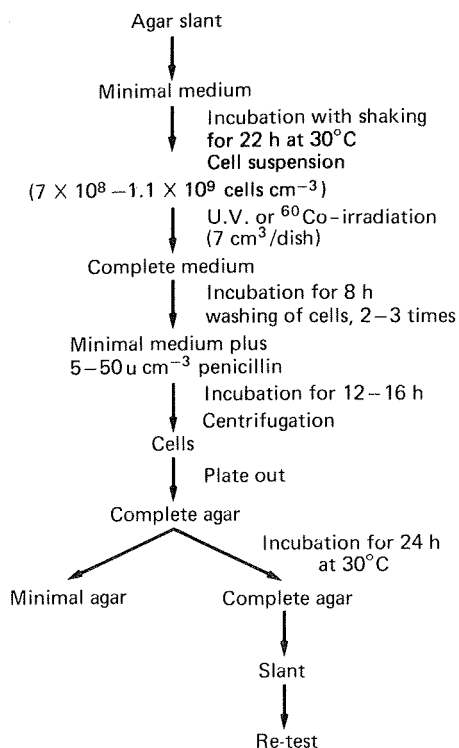 Agar slant
Minimal medium
Incubation with shaking
for 22 h at 30°C
Cell suspension
(7 × 10⁸ –1.1 × 10⁹ cells cm⁻³)
U.V. or ⁶⁰Co–irradiation
(7 cm³/dish)
Complete medium
Incubation for 8 h
washing of cells, 2–3 times
Minimal medium plus
5–50 u cm⁻³ penicillin
Incubation for 12–16 h
Centrifugation
Cells
Plate out
Complete agar
Incubation for 24 h
at 30°C
Minimal agar
Complete agar
Slant
Re-test